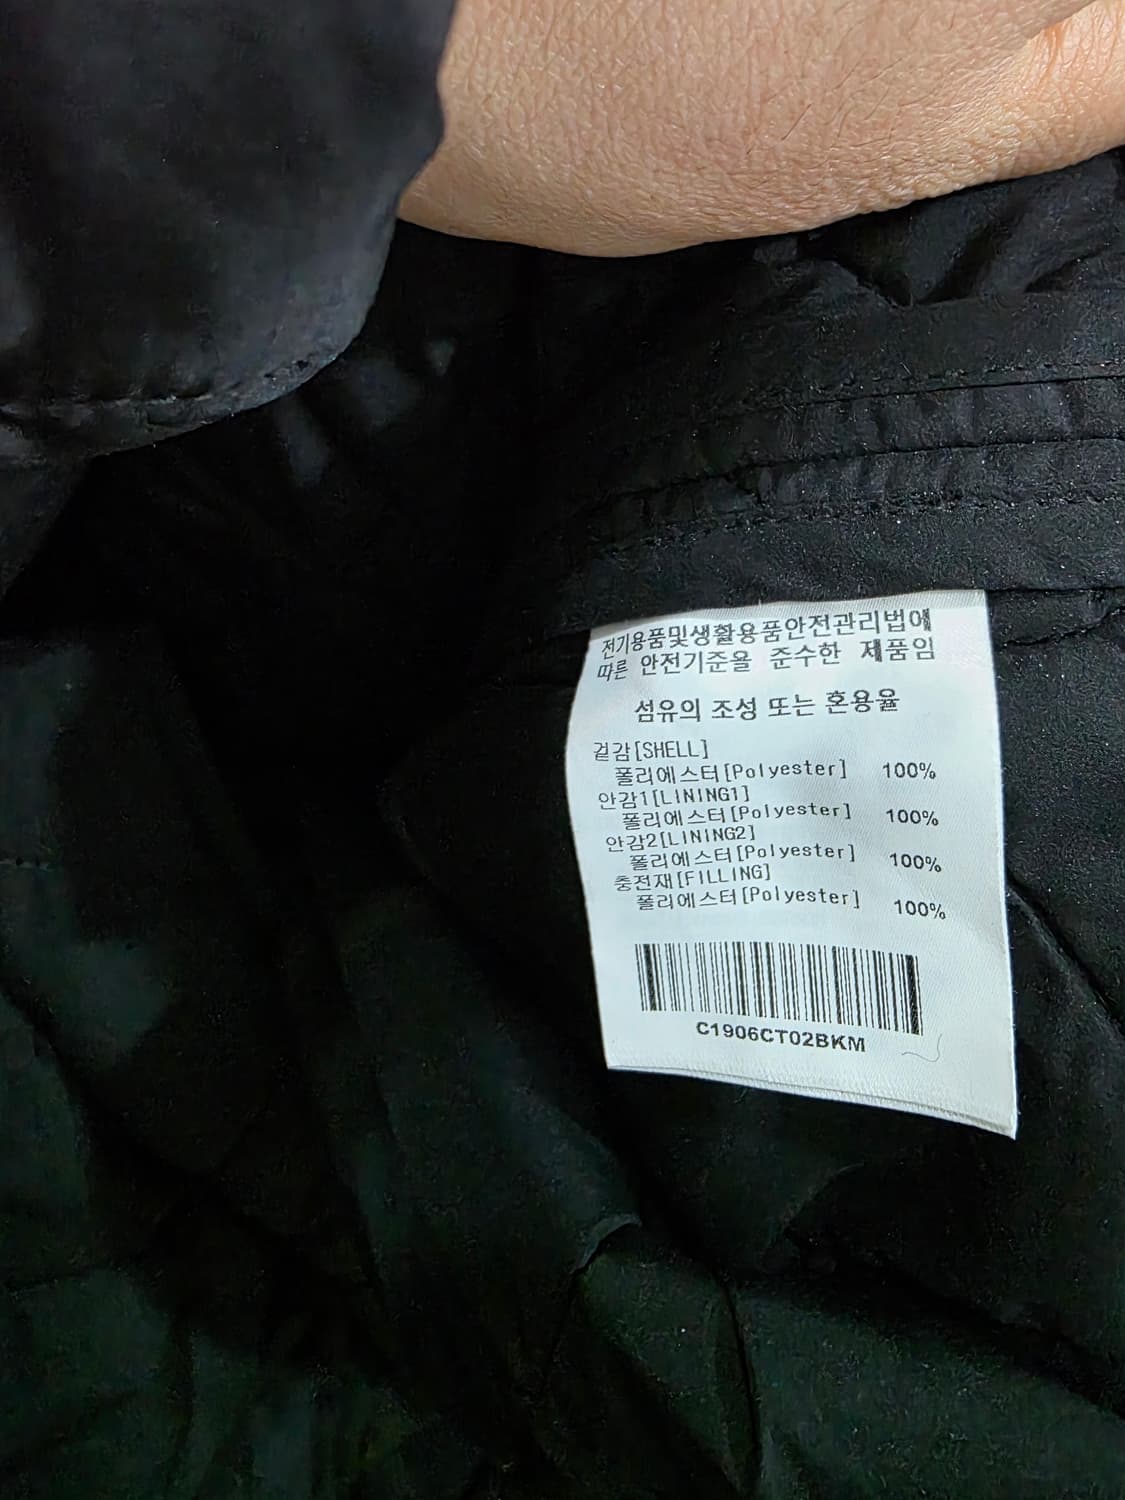 전기용품및생활용품안전관리법에
따른 안전기준을 준수한 제품임
섬유의 조성 또는 혼용율
겉감[SHELL]
폴리에스터[Polyester] 100%
안감1[LINING1]
폴리에스터[Polyester] 100%
안감2[LINING2]
폴리에스터[Polyester] 100%
충전재[FILLING]
폴리에스터[Polyester] 100%
C1906CT02BKM